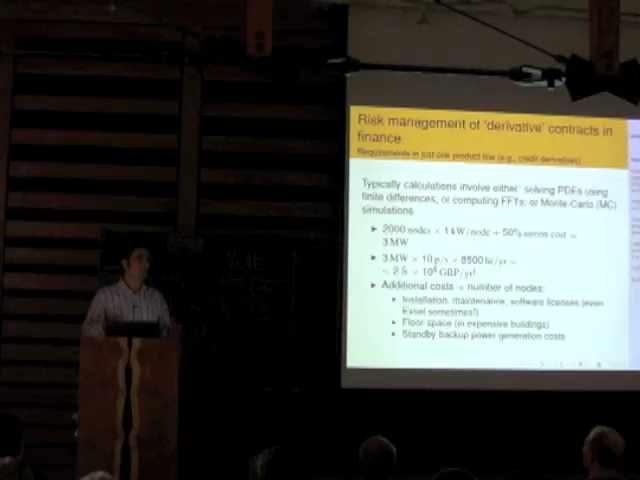 Risk management of 'derivative' contracts in
finance
Requirements in just one product line (e.g., credit derivatives)
Typically calculations involve either: solving PDEs using
finite differences; or computing FFTs; or Monte-Carlo (MC)
simulations.
2000 nodes × 1 kW/node + 50% aircon cost =
3 MW
3 MW × 10 p/ × 8500 hr/yr =
~ 2.5 × 10⁶ GBP/yr!
Additional costs ∝ number of nodes:
Installation, maintenance, software licenses (even
Excel sometimes!)
Floor-space (in expensive buildings)
Standby backup power generation costs